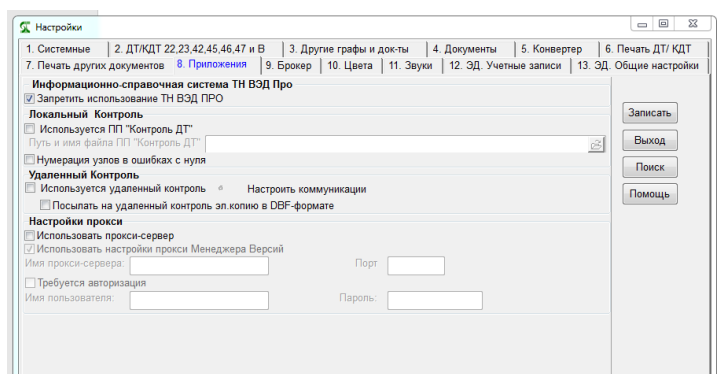 Настройки
1. Системные 2. ДТ/КДТ 22,23,42,45,46,47 и В 3. Другие графы и док-ты 4. Документы 5. Конвертер 6. Печать ДТ/ КДТ
7. Печать других документов 8. Приложения 9. Брокер 10. Цвета 11. Звуки 12. ЭД. Учетные записи 13. ЭД. Общие настройки
Информационно-справочная система ТН ВЭД Про
Запретить использование ТН ВЭД ПРО
Локальный Контроль
Записать
Используется ПП "Контроль ДТ"
Путь и имя файла ПП "Контроль ДТ"
Выход
Нумерация узлов в ошибках с нуля
Поиск
Удаленный Контроль
Используется удаленный контроль Настроить коммуникации
Помощь
Посылать на удаленный контроль эл.копию в DBF-формате
Настройки прокси
Использовать прокси-сервер
Использовать настройки прокси Менеджера Версий
Имя прокси-сервера: Порт
Требуется авторизация
Имя пользователя: Пароль: